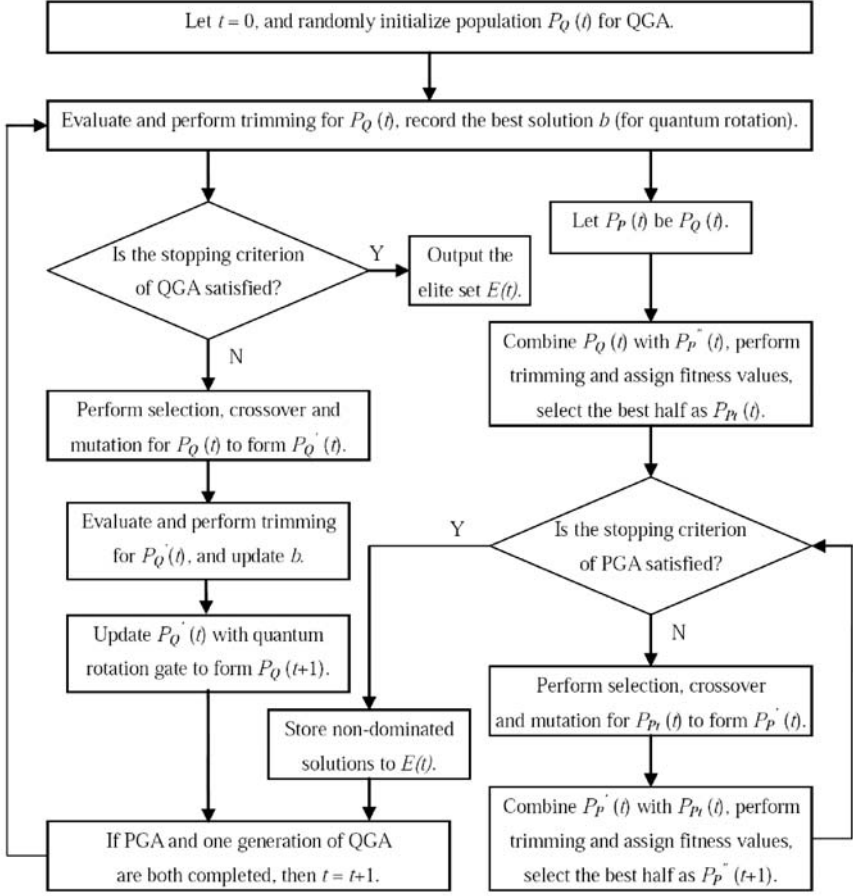 Let t = 0, and randomly initialize population P_Q (t) for QGA.
Evaluate and perform trimming for P_Q (t), record the best solution b (for quantum rotation).
Is the stopping criterion
of QGA satisfied?
Y
Output the
elite set E(t).
N
Perform selection, crossover and
mutation for P_Q (t) to form P_Q' (t).
Evaluate and perform trimming
for P_Q'(t), and update b.
Update P_Q' (t) with quantum
rotation gate to form P_Q (t+1).
Let P_P (t) be P_Q (t).
Combine P_Q (t) with P_P'' (t), perform
trimming and assign fitness values,
select the best half as P_Pt (t).
Is the stopping criterion
of PGA satisfied?
Y
N
Store non-dominated
solutions to E(t).
Perform selection, crossover
and mutation for P_Pt (t) to form P_P' (t).
Combine P_P' (t) with P_Pt (t), perform
trimming and assign fitness values,
select the best half as P_P'' (t+1).
If PGA and one generation of QGA
are both completed, then t = t+1.